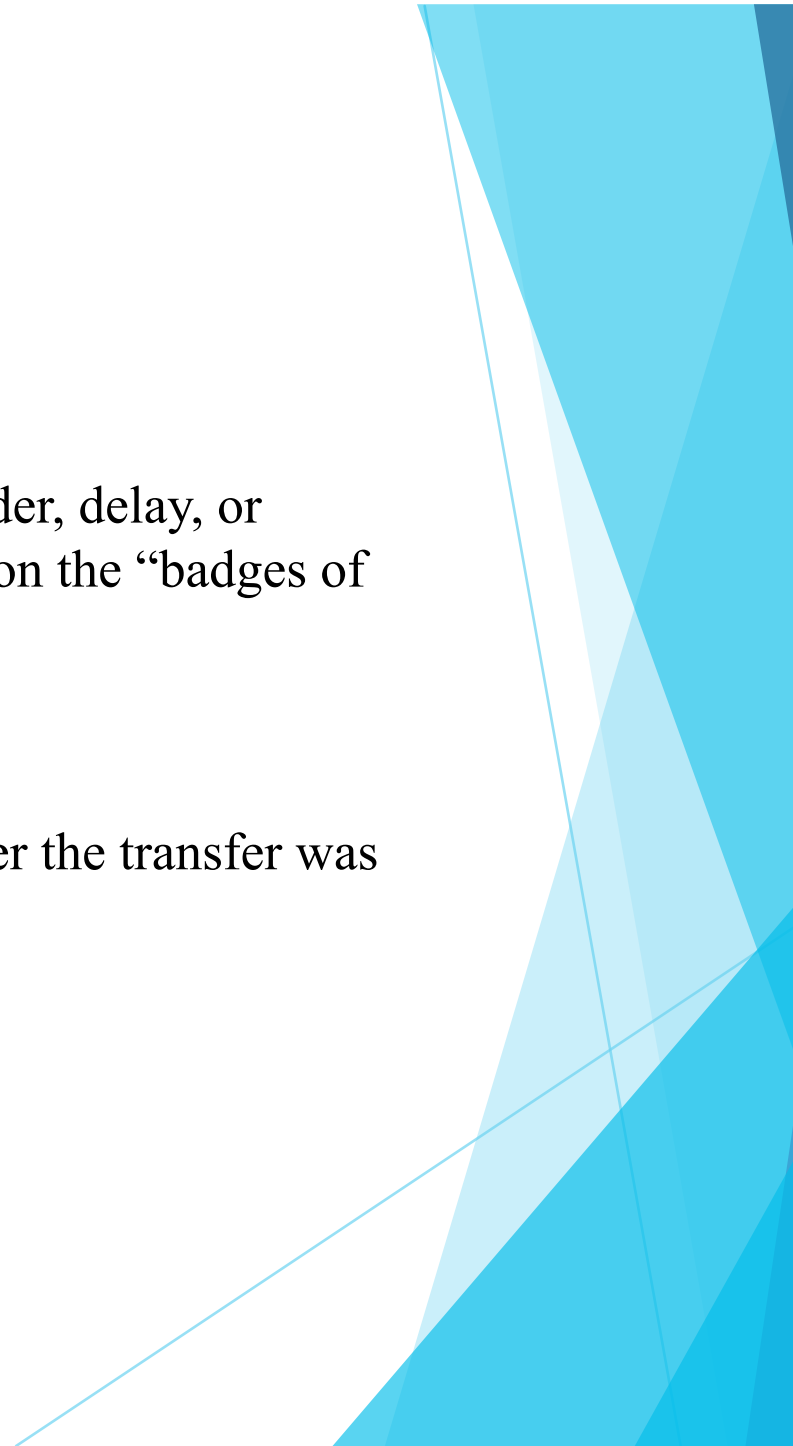 der, delay, or
on the “badges of
er the transfer was